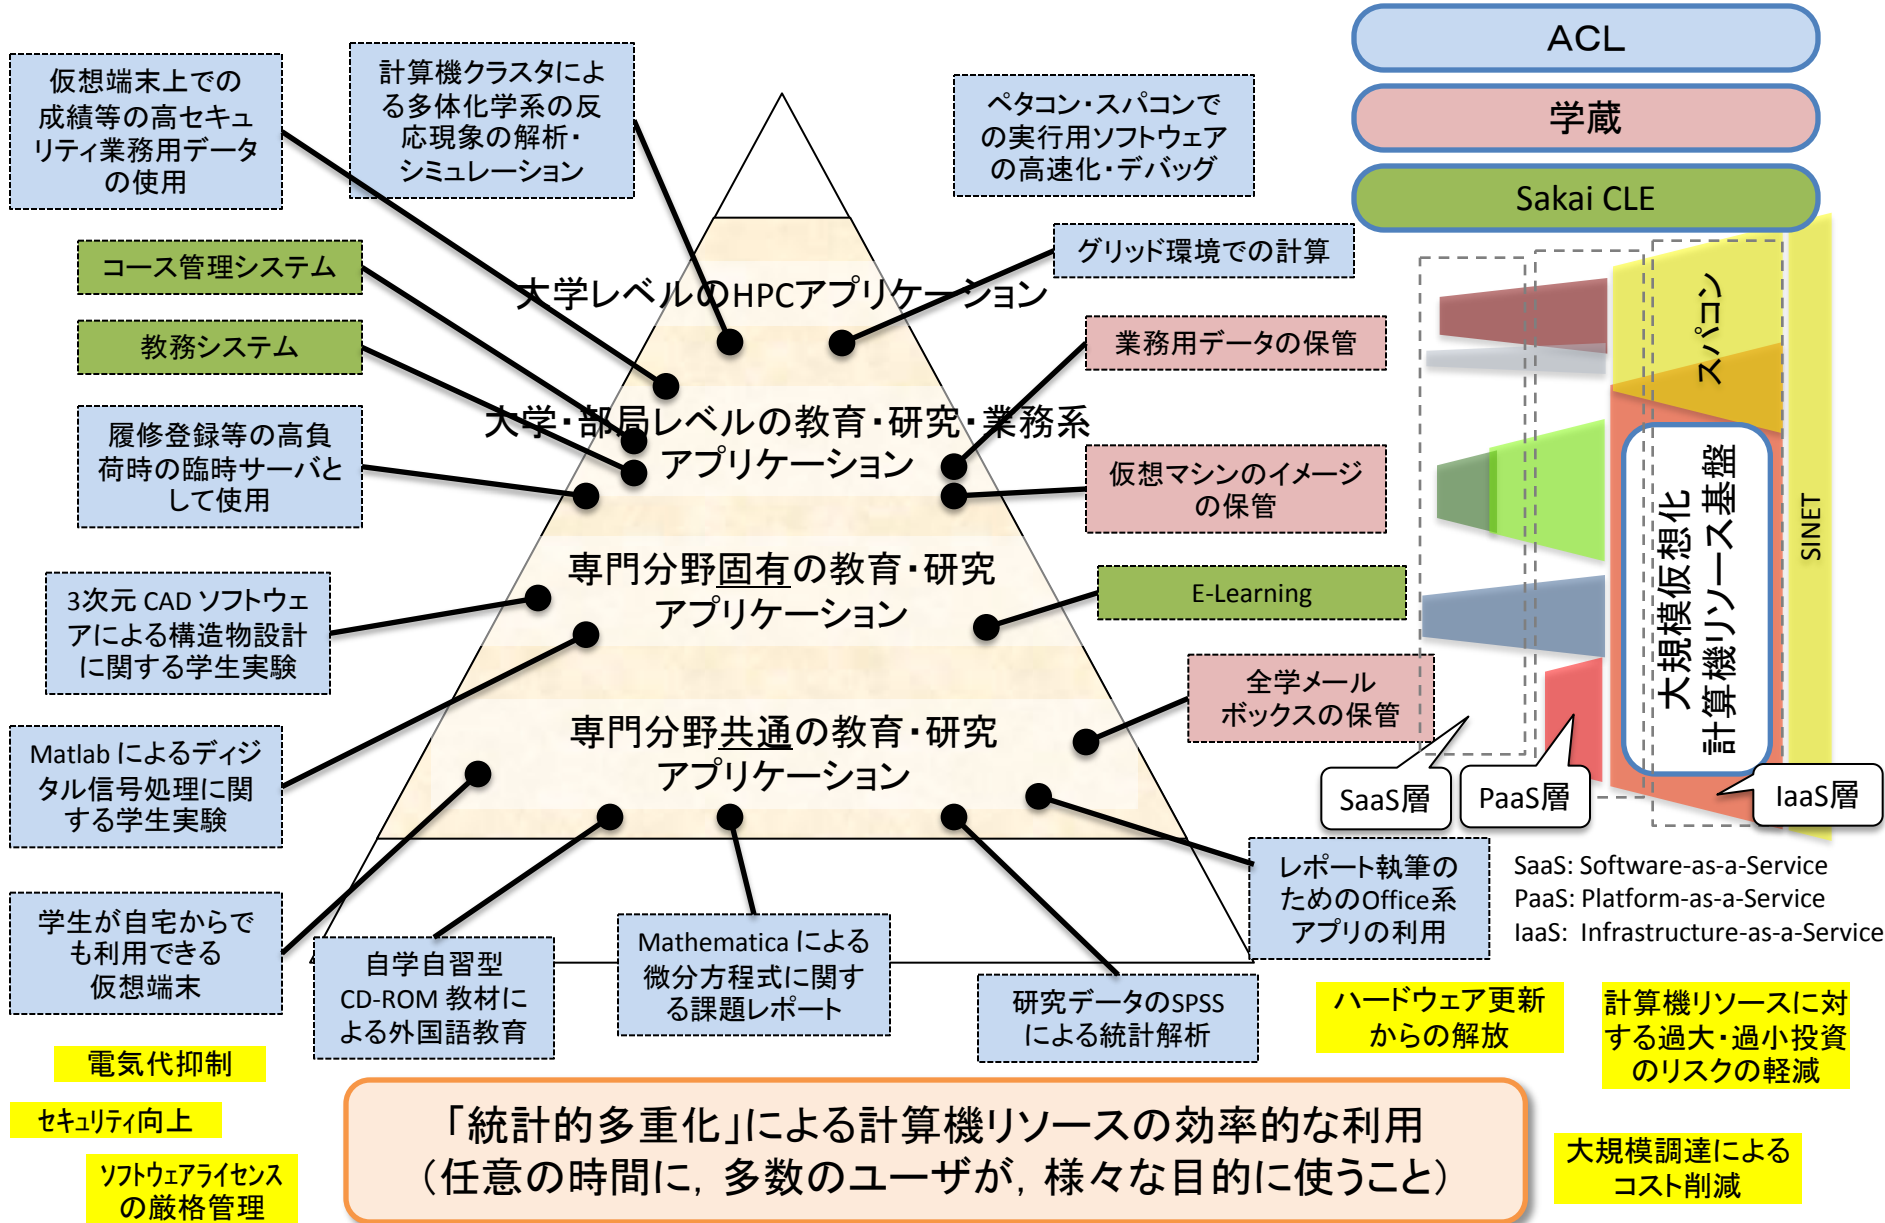 ACL
学蔵
Sakai CLE
仮想端末上での
成績等の高セキュ
リティ業務用データ
の使用
計算機クラスタによ
る多体化学系の反
応現象の解析・
シミュレーション
ペタコン・スパコンで
の実行用ソフトウェア
の高速化・デバッグ
コース管理システム
教務システム
履修登録等の高負
荷時の臨時サーバと
して使用
3次元 CAD ソフトウェ
アによる構造物設計
に関する学生実験
Matlab によるディジ
タル信号処理に関
する学生実験
学生が自宅からで
も利用できる
仮想端末
大学レベルのHPCアプリケーション
大学・部局レベルの教育・研究・業務系
アプリケーション
専門分野固有の教育・研究
アプリケーション
専門分野共通の教育・研究
アプリケーション
グリッド環境での計算
業務用データの保管
仮想マシンのイメージ
の保管
E-Learning
全学メール
ボックスの保管
レポート執筆の
ためのOffice系
アプリの利用
自学自習型
CD-ROM 教材に
よる外国語教育
Mathematica による
微分方程式に関す
る課題レポート
研究データのSPSS
による統計解析
スパコン
大規模仮想化
計算機リソース基盤
SINET
SaaS層
PaaS層
IaaS層
SaaS: Software-as-a-Service
PaaS: Platform-as-a-Service
IaaS: Infrastructure-as-a-Service
電気代抑制
セキュリティ向上
ソフトウェアライセンス
の厳格管理
「統計的多重化」による計算機リソースの効率的な利用
（任意の時間に，多数のユーザが，様々な目的に使うこと）
ハードウェア更新
からの解放
計算機リソースに対
する過大・過小投資
のリスクの軽減
大規模調達による
コスト削減